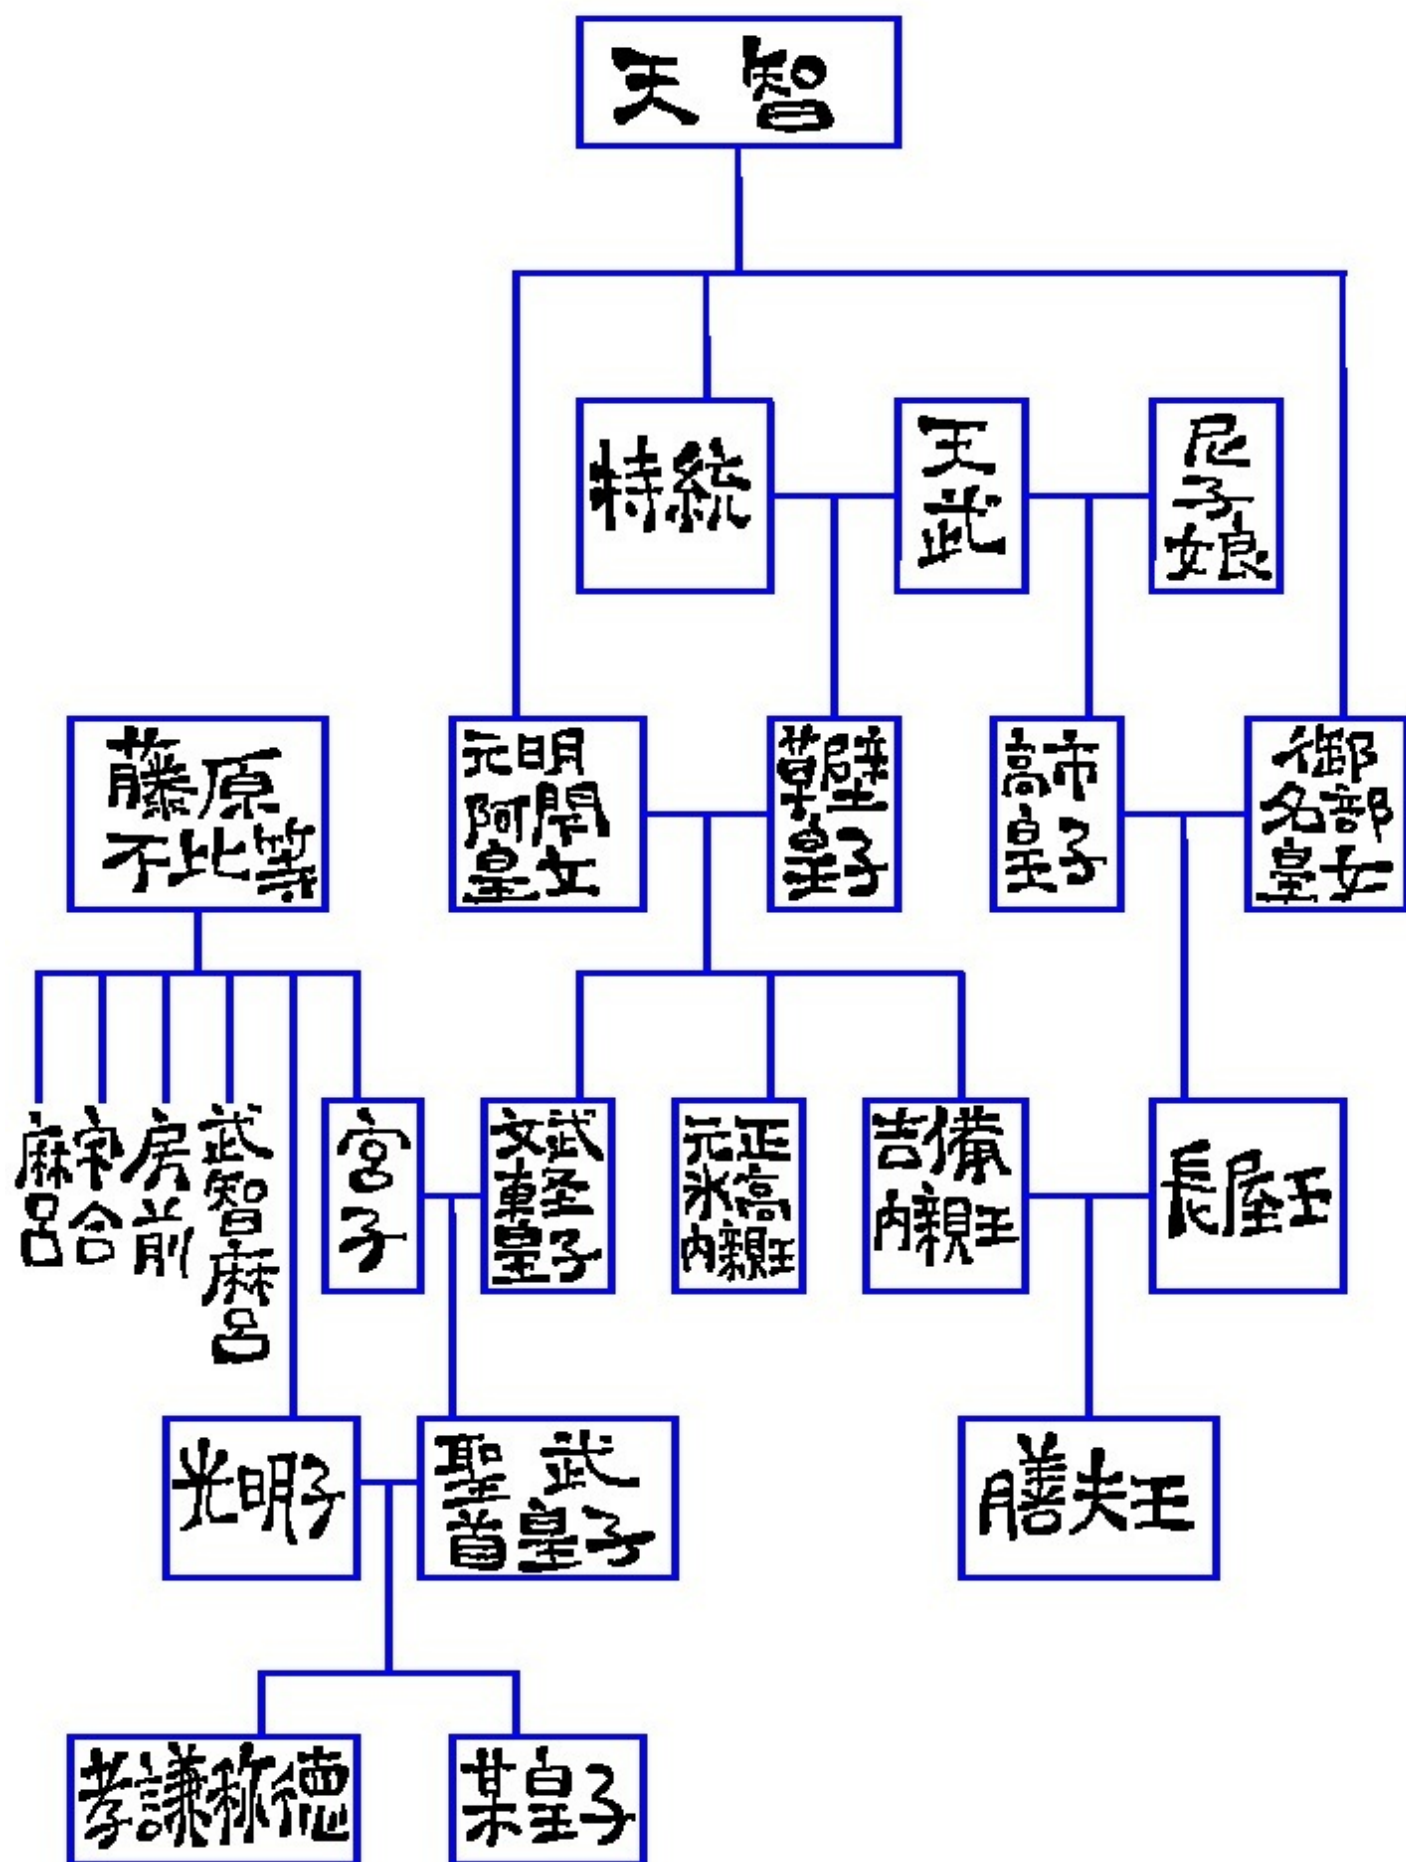 天智
特統
天武
尼子娘
藤原
不比等
元明
阿閇
皇女
草壁
皇子
高市
皇子
御
名部
皇女
麻呂
宇合
房前
武智麻呂
宮子
文武
軽
皇子
元正
氷高
内親王
吉備
内親王
長屋王
光明子
聖武
首皇子
膳夫王
孝謙称徳
某皇子